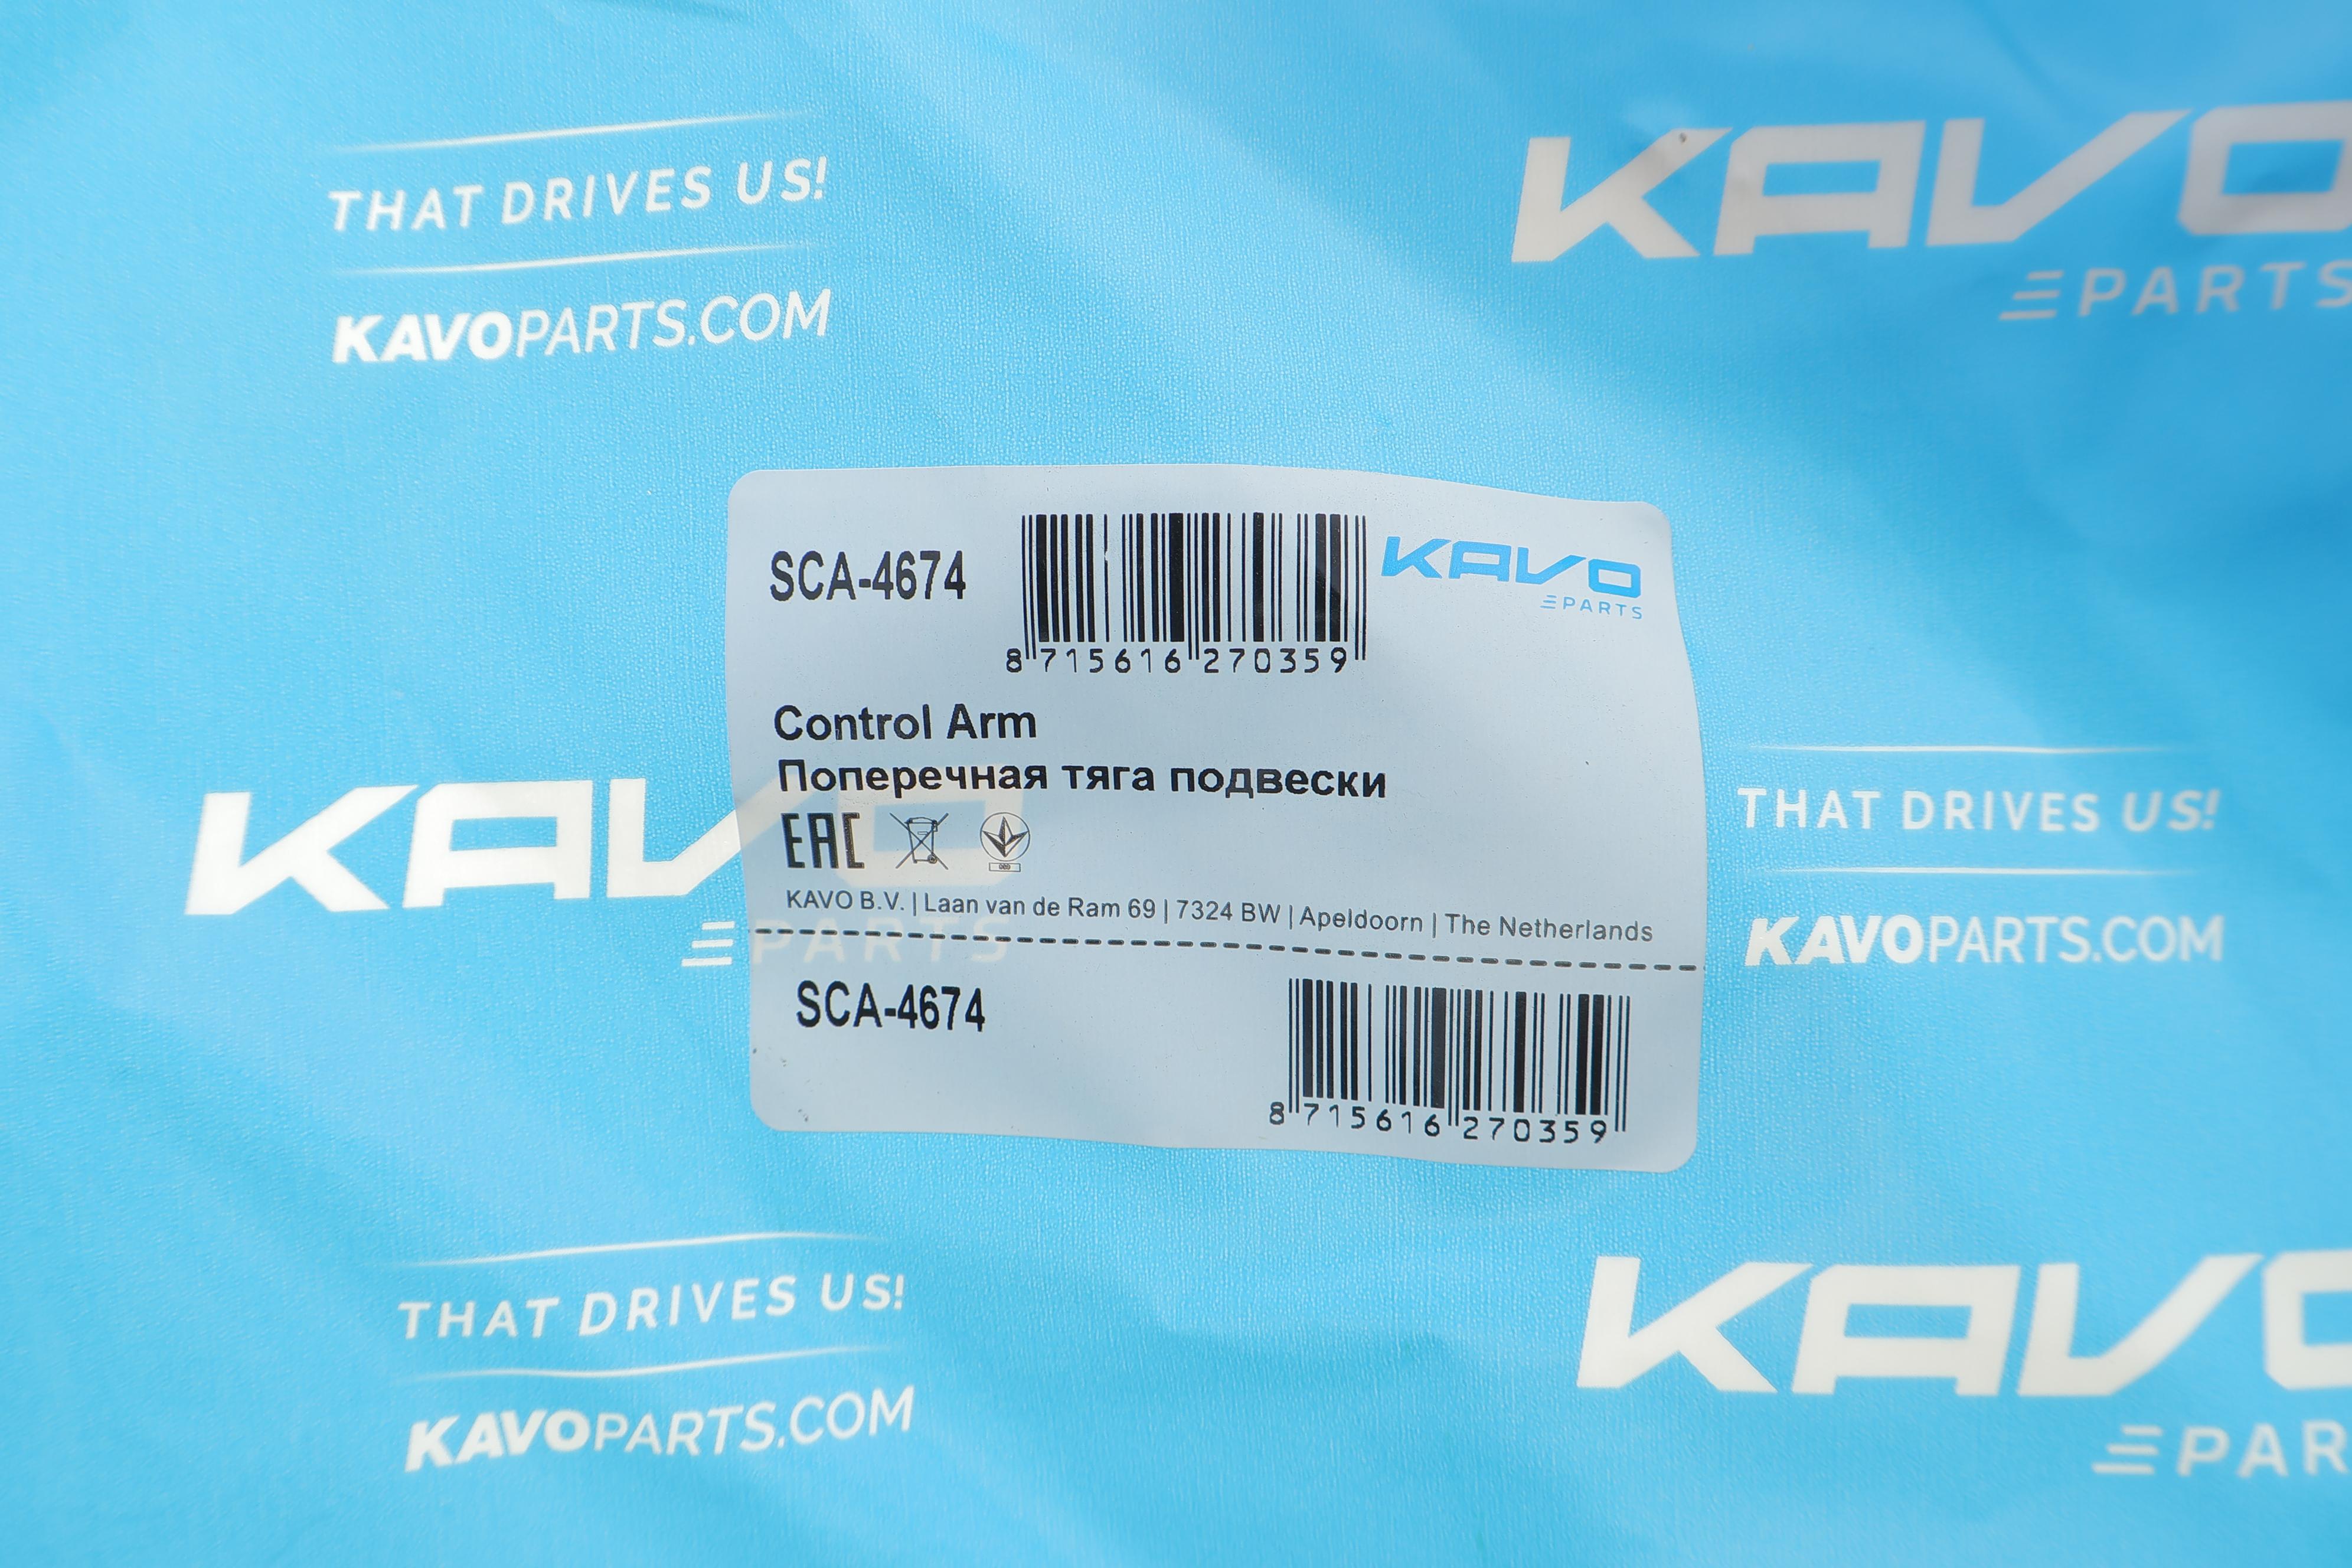 THAT DRIVES US!
KAVOPARTS.COM
KAVO
PARTS
SCA-4674
8 715616 270359
KAVO
PARTS
Control Arm
Поперечная тяга подвески
EAC
KAVO B.V. | Laan van de Ram 69 | 7324 BW | Apeldoorn | The Netherlands
SCA-4674
8 715616 270359
KAVO
PARTS
THAT DRIVES US!
KAVOPARTS.COM
THAT DRIVES US!
KAVOPARTS.COM
KAVO
PAR